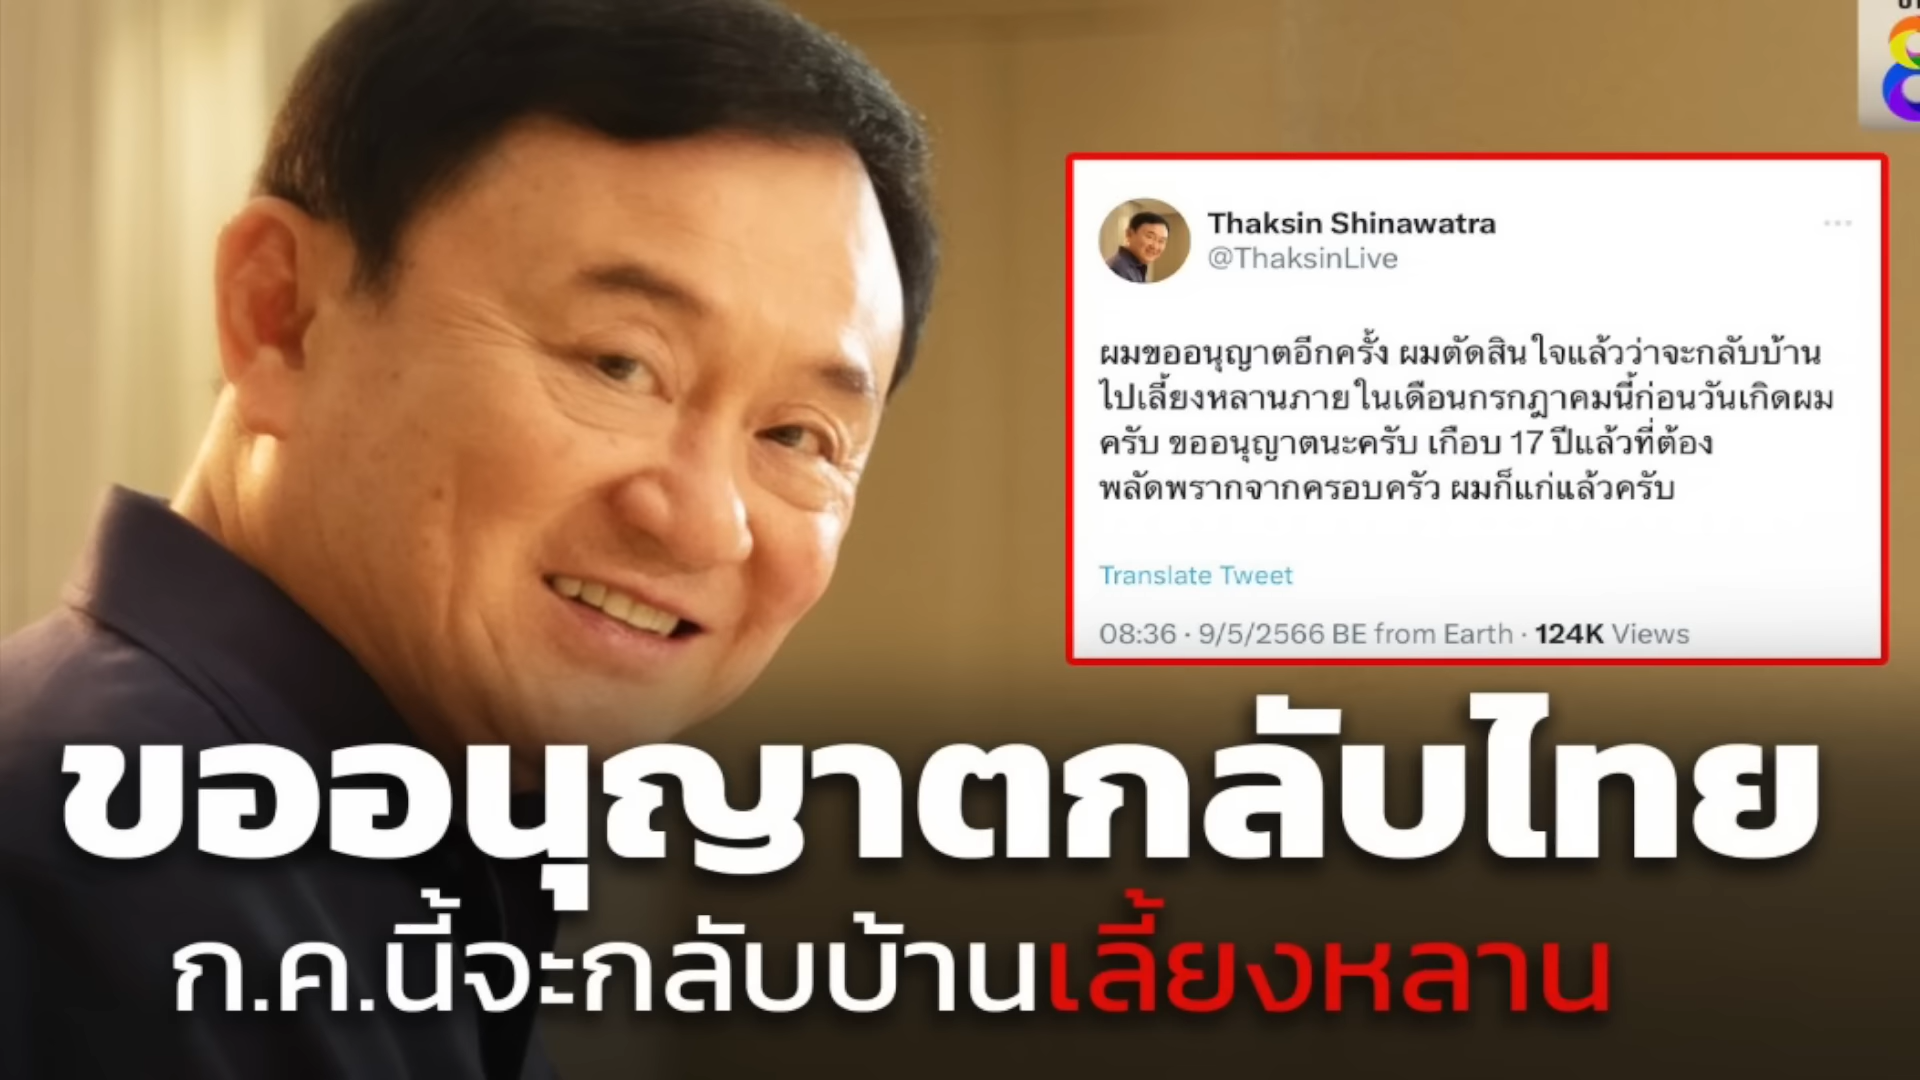 Thaksin Shinawatra
@ThaksinLive
ผมขออนุญาตอีกครั้ง ผมตัดสินใจแล้วว่าจะกลับบ้าน
ไปเลี้ยงหลานภายในเดือนกรกฎาคมนี้ก่อนวันเกิดผม
ครับ ขออนุญาตนะครับ เกือบ 17 ปีแล้วที่ต้อง
พลัดพรากจากครอบครัว ผมก็แก่แล้วครับ
Translate Tweet
08:36 · 9/5/2566 BE from Earth · 124K Views
ขออนุญาตกลับไทย
ก.ค.นี้จะกลับบ้านเลี้ยงหลาน